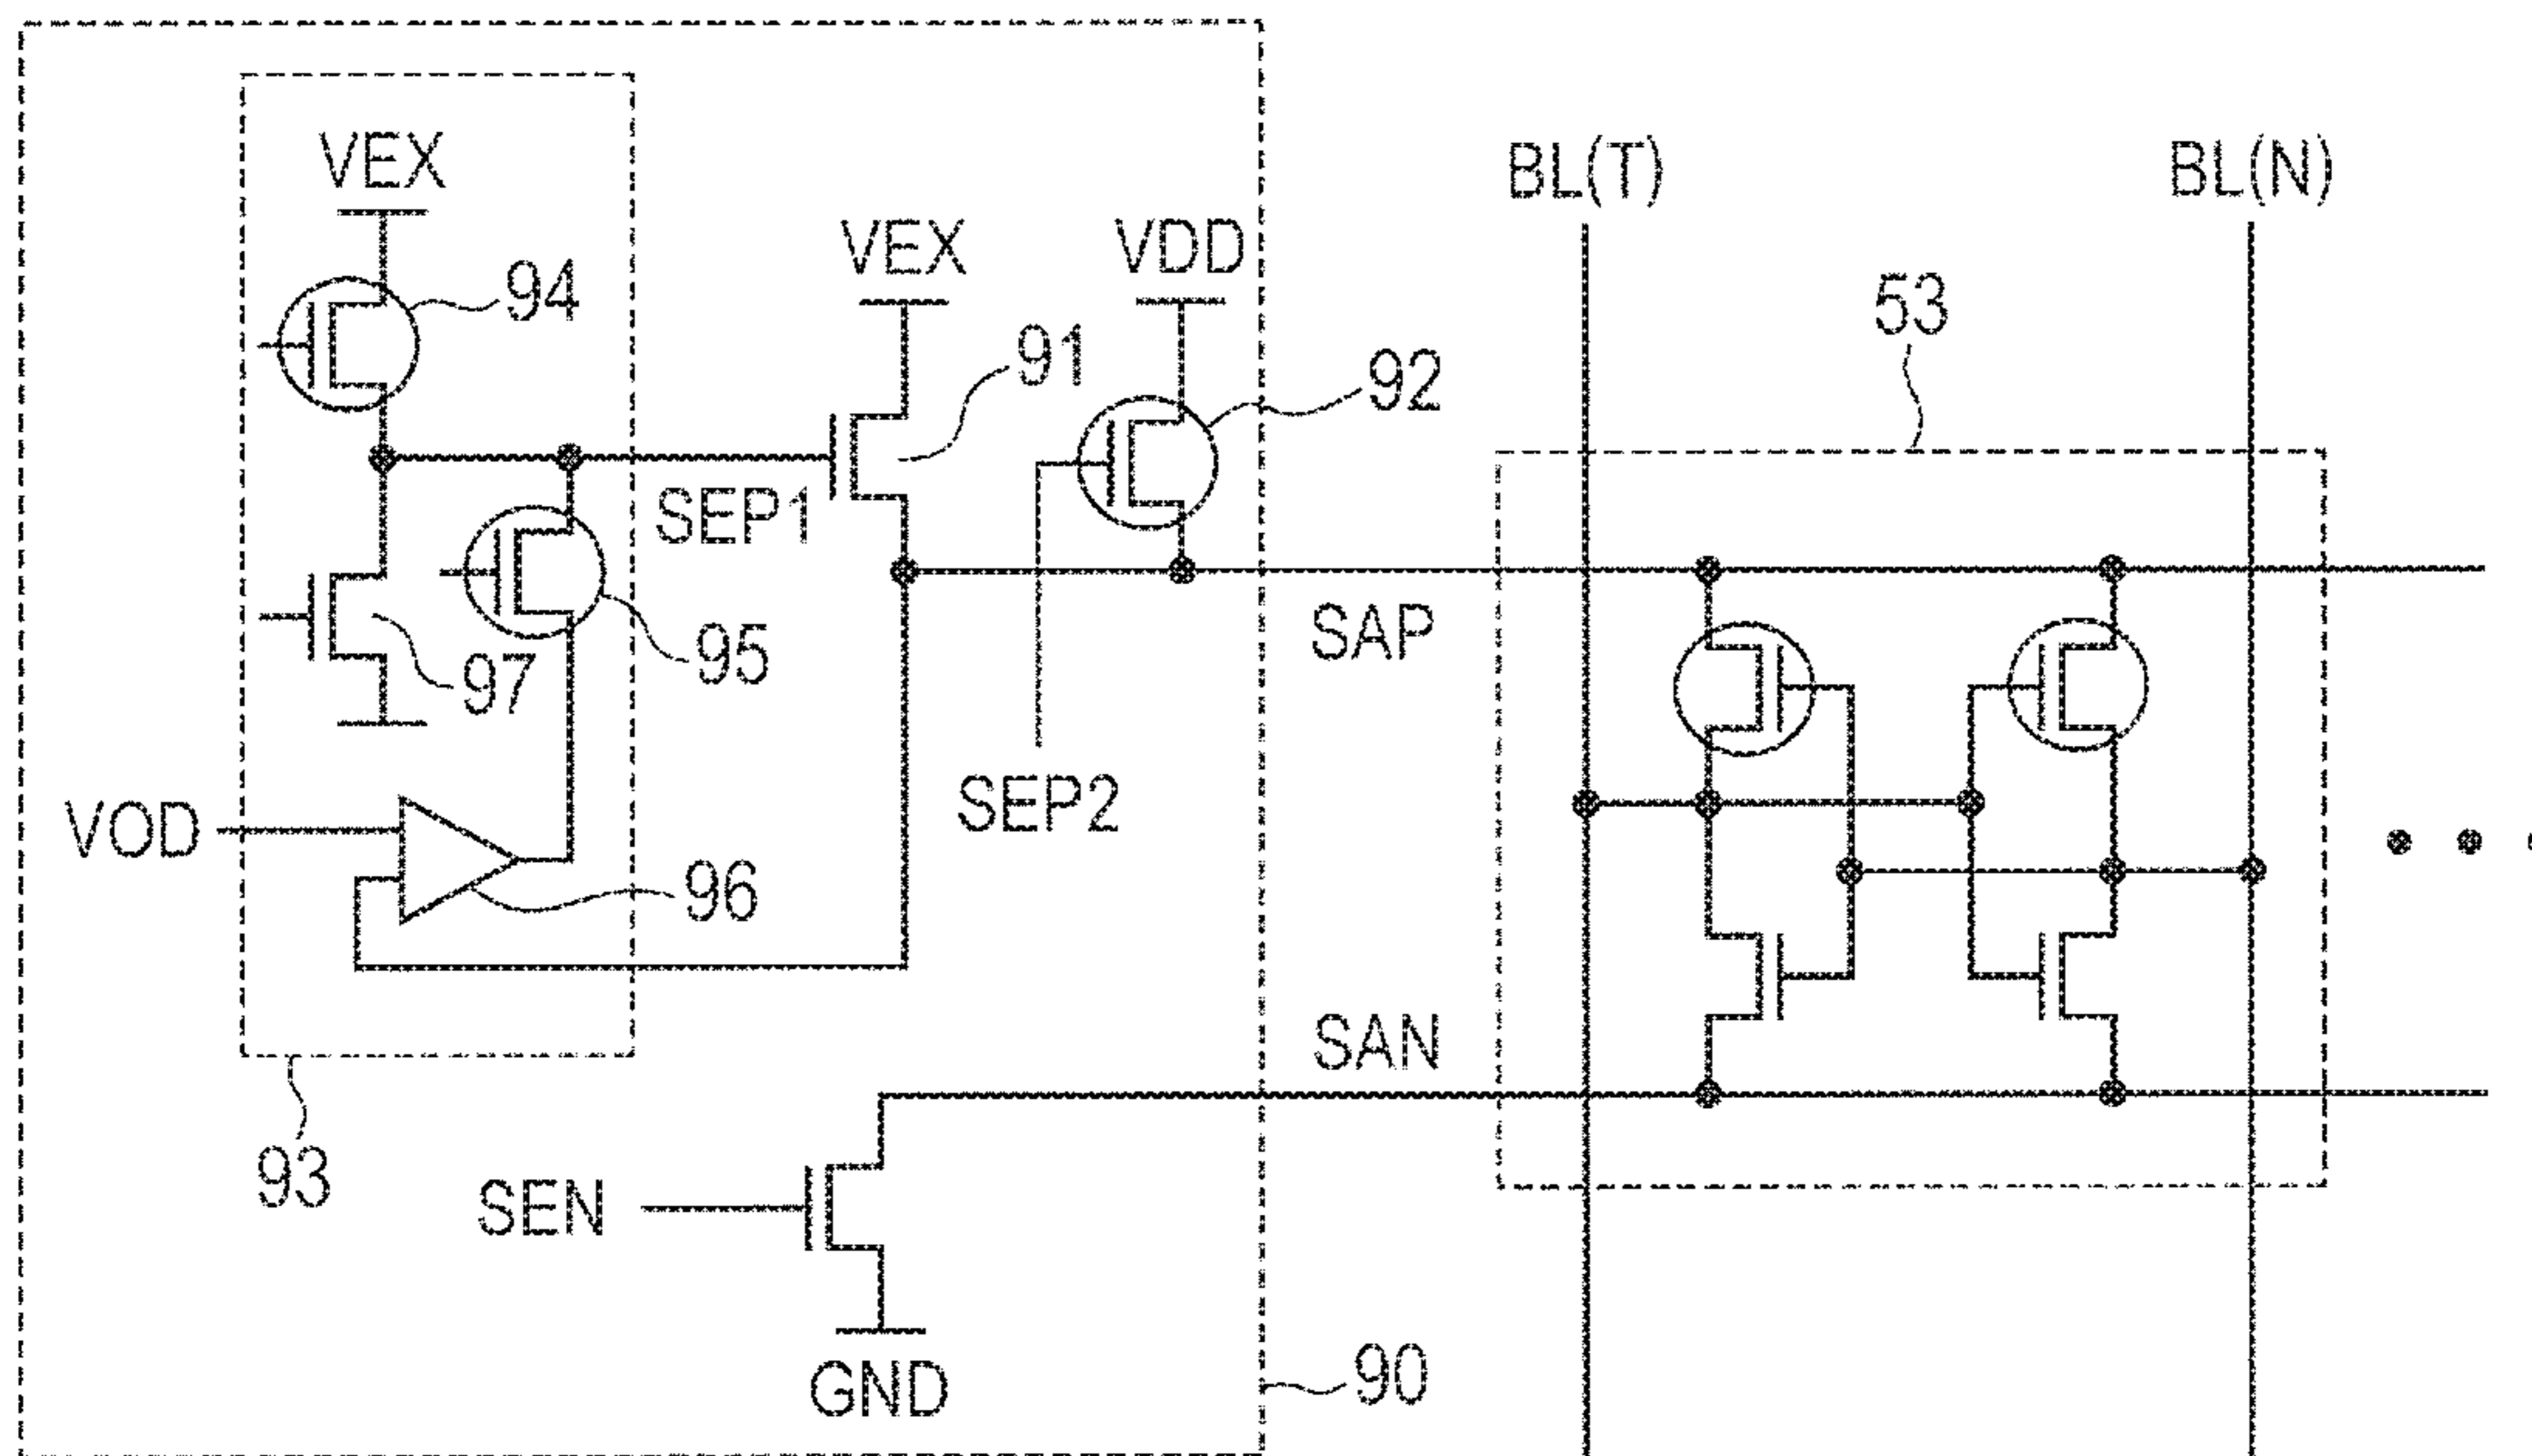 VEX
94
VEX
VDD
BL(T)
BL(N)
91
92
53
SEP1
97
95
SAP
VOD
SEP2
96
SAN
93
SEN
GND
90